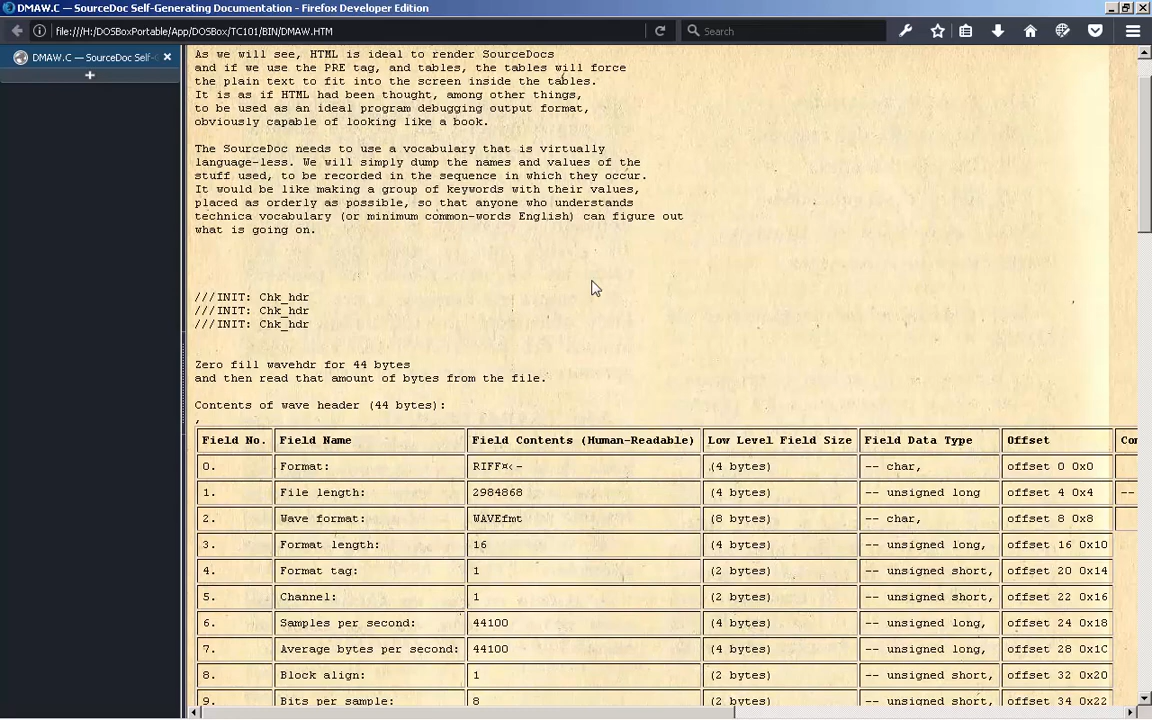 DMAW.C — SourceDoc Self-Generating Documentation - Firefox Developer Edition
file:///H:/DOSBoxPortable/App/DOSBox/TC101/BIN/DMAW.HTM
Search
DMAW.C — SourceDoc Self-
As we will see, HTML is ideal to render SourceDocs
and if we use the PRE tag, and tables, the tables will force
the plain text to fit into the screen inside the tables.
It is as if HTML had been thought, among other things,
to be used as an ideal program debugging output format,
obviously capable of looking like a book.
The SourceDoc needs to use a vocabulary that is virtually
language-less. We will simply dump the names and values of the
stuff used, to be recorded in the sequence in which they occur.
It would be like making a group of keywords with their values,
placed as orderly as possible, so that anyone who understands
technica vocabulary (or minimum common-words English) can figure out
what is going on.
///INIT: Chk_hdr
///INIT: Chk_hdr
///INIT: Chk_hdr
Zero fill wavehdr for 44 bytes
and then read that amount of bytes from the file.
Contents of wave header (44 bytes):
,
Field No. Field Name Field Contents (Human-Readable) Low Level Field Size Field Data Type Offset Co
0. Format: RIFF¤‹- (4 bytes) -- char, offset 0 0x0
1. File length: 2984868 (4 bytes) -- unsigned long offset 4 0x4 --
2. Wave format: WAVEfmt (8 bytes) -- char, offset 8 0x8
3. Format length: 16 (4 bytes) -- unsigned long, offset 16 0x10
4. Format tag: 1 (2 bytes) -- unsigned short, offset 20 0x14
5. Channel: 1 (2 bytes) -- unsigned short, offset 22 0x16
6. Samples per second: 44100 (4 bytes) -- unsigned long, offset 24 0x18
7. Average bytes per second: 44100 (4 bytes) -- unsigned long, offset 28 0x1C
8. Block align: 1 (2 bytes) -- unsigned short, offset 32 0x20
9. Bits per sample: 8 (2 bytes) -- unsigned short, offset 34 0x22